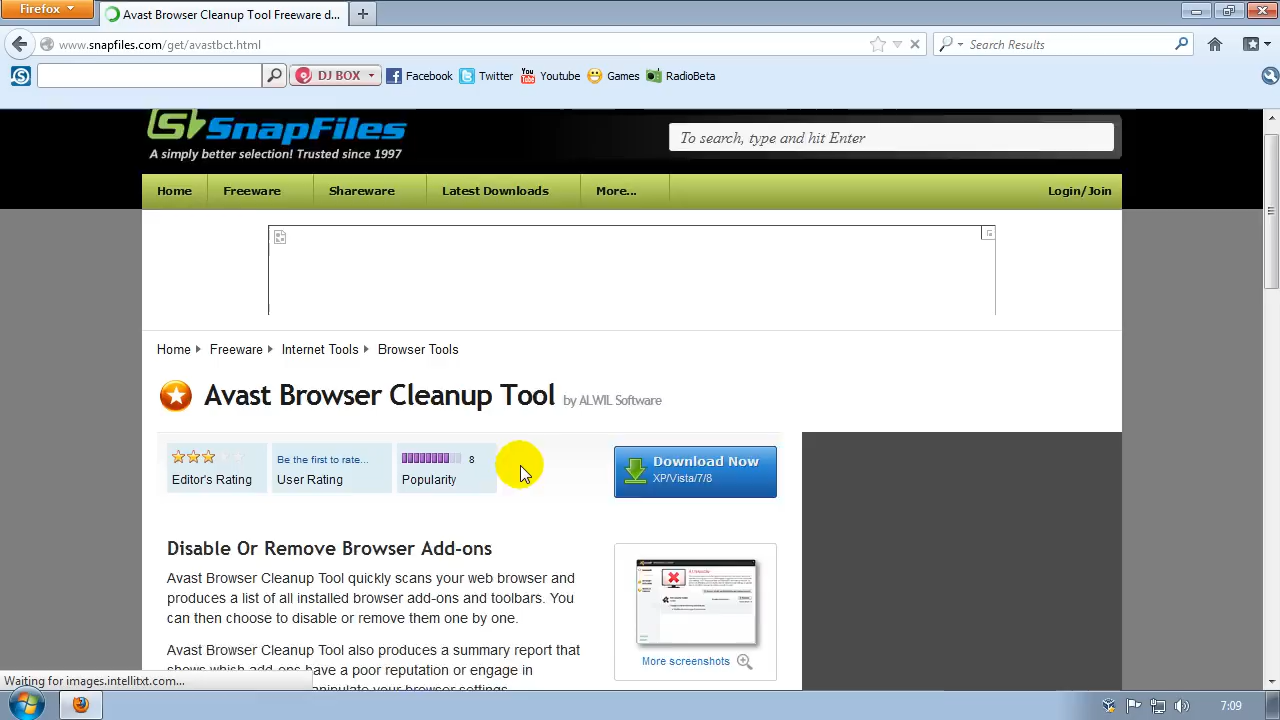 Firefox
Avast Browser Cleanup Tool Freeware d...
www.snapfiles.com/get/avastbct.html
Search Results
DJ BOX
Facebook
Twitter
You Tube
Youtube
Games
RadioBeta
SnapFiles
A simply better selection! Trusted since 1997
To search, type and hit Enter
Home
Freeware
Shareware
Latest Downloads
More...
Login/Join
Home Freeware Internet Tools Browser Tools
Avast Browser Cleanup Tool by ALWIL Software
Editor's Rating
Be the first to rate...
User Rating
8
Popularity
Download Now
XP/Vista/7/8
Disable Or Remove Browser Add-ons
Avast Browser Cleanup Tool quickly scans your web browser and
produces a list of all installed browser add-ons and toolbars. You
can then choose to disable or remove them one by one.
Avast Browser Cleanup Tool also produces a summary report that
shows which add-ons have a poor reputation or engage in
manipulate your browser settings.
More screenshots
Waiting for images.intellitxt.com...
7:09